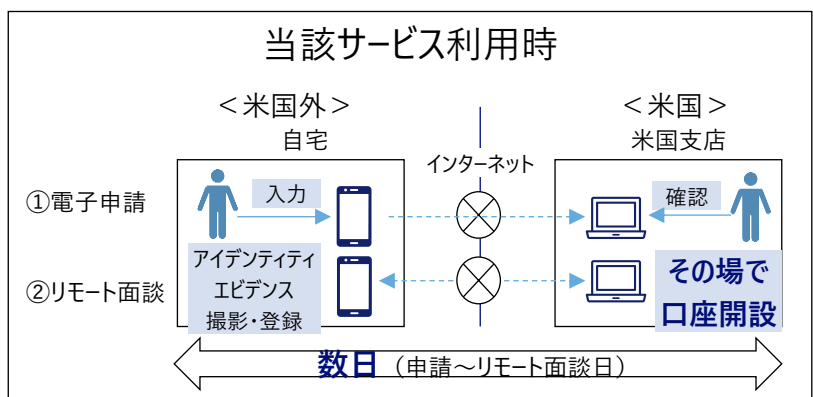 当該サービス利用時
＜米国外＞
自宅
インターネット
＜米国＞
米国支店
①電子申請
入力
確認
②リモート面談
アイデンティティ
エビデンス
撮影・登録
その場で
口座開設
数日（申請～リモート面談日）